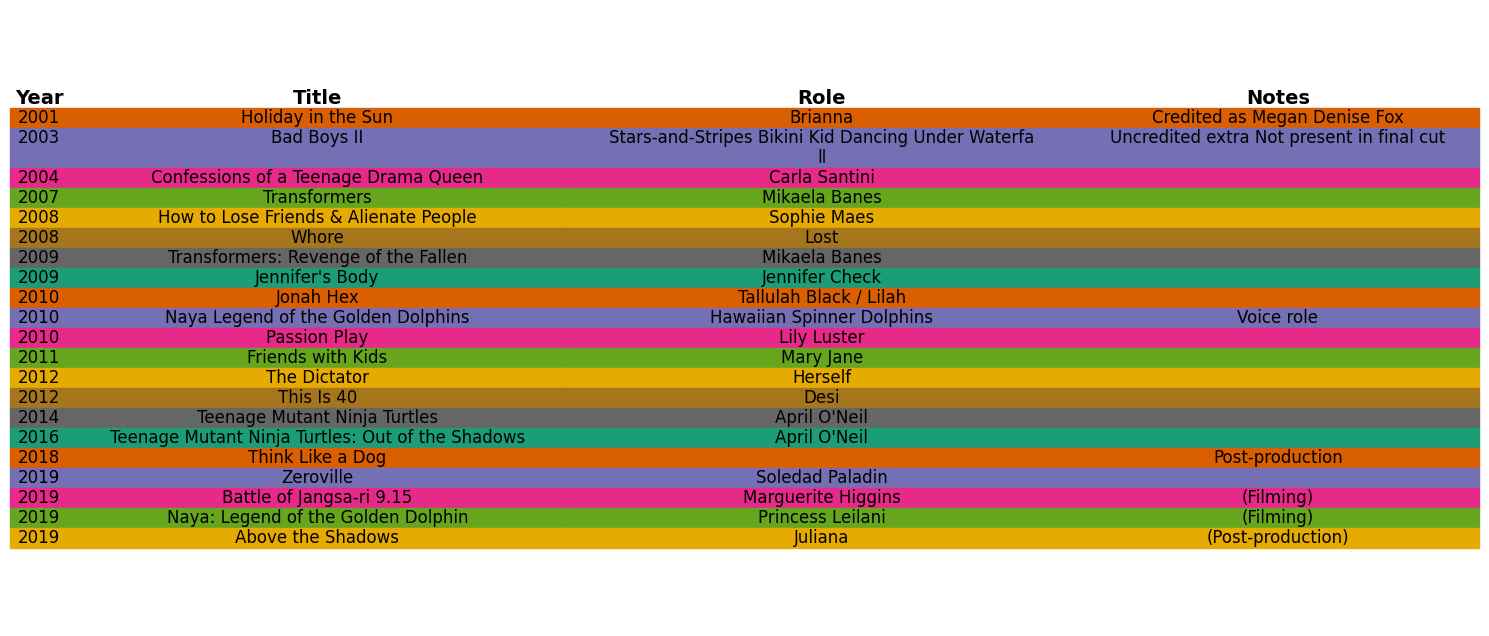 Year Title Role Notes
2001 Holiday in the Sun Brianna Credited as Megan Denise Fox
2003 Bad Boys II Stars-and-Stripes Bikini Kid Dancing Under Waterfa Uncredited extra Not present in final cut
ll
2004 Confessions of a Teenage Drama Queen Carla Santini
2007 Transformers Mikaela Banes
2008 How to Lose Friends & Alienate People Sophie Maes
2008 Whore Lost
2009 Transformers: Revenge of the Fallen Mikaela Banes
2009 Jennifer's Body Jennifer Check
2010 Jonah Hex Tallulah Black / Lilah
2010 Naya Legend of the Golden Dolphins Hawaiian Spinner Dolphins Voice role
2010 Passion Play Lily Luster
2011 Friends with Kids Mary Jane
2012 The Dictator Herself
2012 This Is 40 Desi
2014 Teenage Mutant Ninja Turtles April O'Neil
2016 Teenage Mutant Ninja Turtles: Out of the Shadows April O'Neil
2018 Think Like a Dog Post-production
2019 Zeroville Soledad Paladin
2019 Battle of Jangsa-ri 9.15 Marguerite Higgins (Filming)
2019 Naya: Legend of the Golden Dolphin Princess Leilani (Filming)
2019 Above the Shadows Juliana (Post-production)